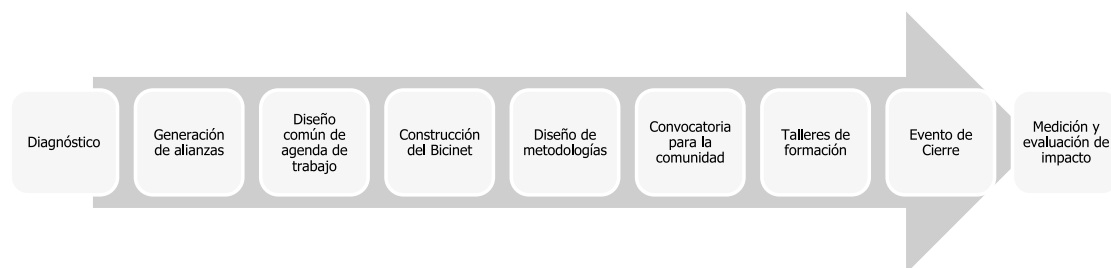 Diagnóstico
Generación
de alianzas
Diseño
común de
agenda de
trabajo
Construcción
del Bicinet
Diseño de
metodologías
Convocatoria
para la
comunidad
Talleres de
formación
Evento de
Cierre
Medición y
evaluación de
impacto